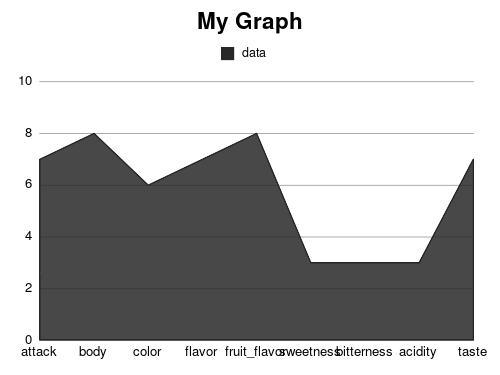 My Graph
data
10
8
6
4
2
0
attack body color flavor fruit_flavor sweetness bitterness acidity taste